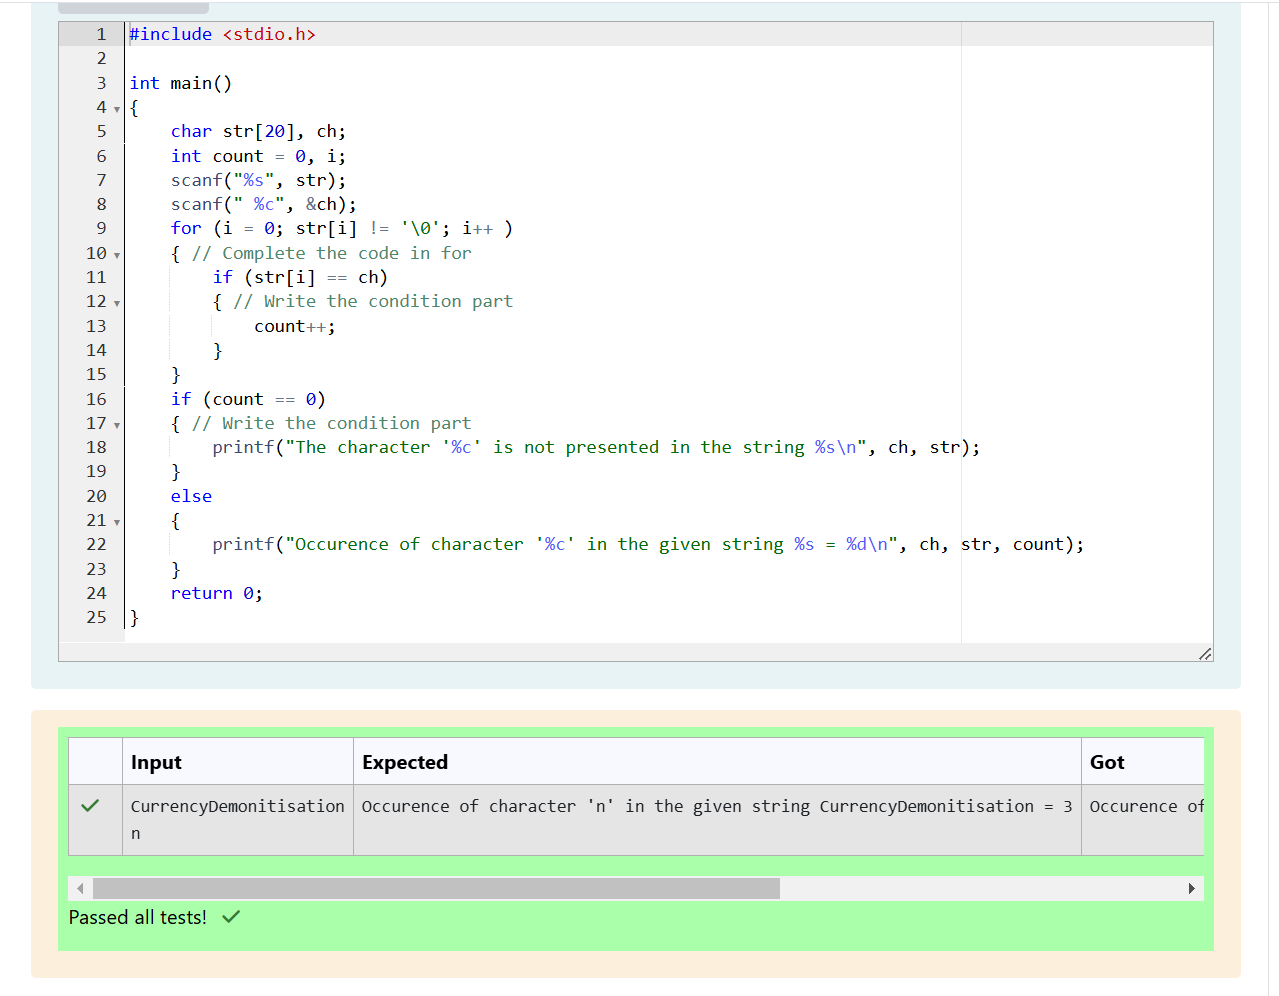 1 #include <stdio.h>
2
3 int main()
4 {
5     char str[20], ch;
6     int count = 0, i;
7     scanf("%s", str);
8     scanf(" %c", &ch);
9     for (i = 0; str[i] != '\0'; i++ )
10     { // Complete the code in for
11         if (str[i] == ch)
12         { // Write the condition part
13             count++;
14         }
15     }
16     if (count == 0)
17     { // Write the condition part
18         printf("The character '%c' is not presented in the string %s\n", ch, str);
19     }
20     else
21     {
22         printf("Occurence of character '%c' in the given string %s = %d\n", ch, str, count);
23     }
24     return 0;
25 }
Input Expected Got
CurrencyDemonitisation Occurence of character 'n' in the given string CurrencyDemonitisation = 3 Occurence of
n
Passed all tests!